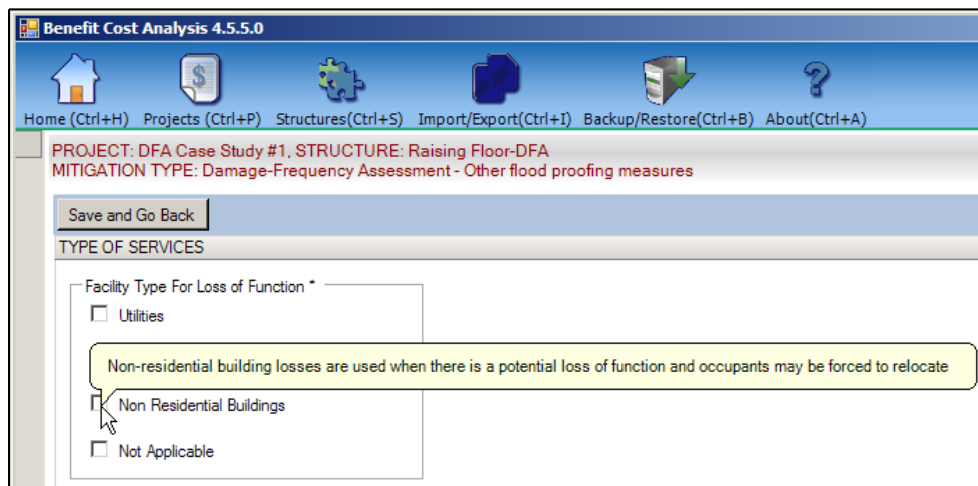 Benefit Cost Analysis 4.5.5.0
Home (Ctrl+H) Projects (Ctrl+P) Structures(Ctrl+S) Import/Export(Ctrl+I) Backup/Restore(Ctrl+B) About(Ctrl+A)
PROJECT: DFA Case Study #1, STRUCTURE: Raising Floor-DFA
MITIGATION TYPE: Damage-Frequency Assessment - Other flood proofing measures
Save and Go Back
TYPE OF SERVICES
Facility Type For Loss of Function *
Utilities
Non-residential building losses are used when there is a potential loss of function and occupants may be forced to relocate
Non Residential Buildings
Not Applicable